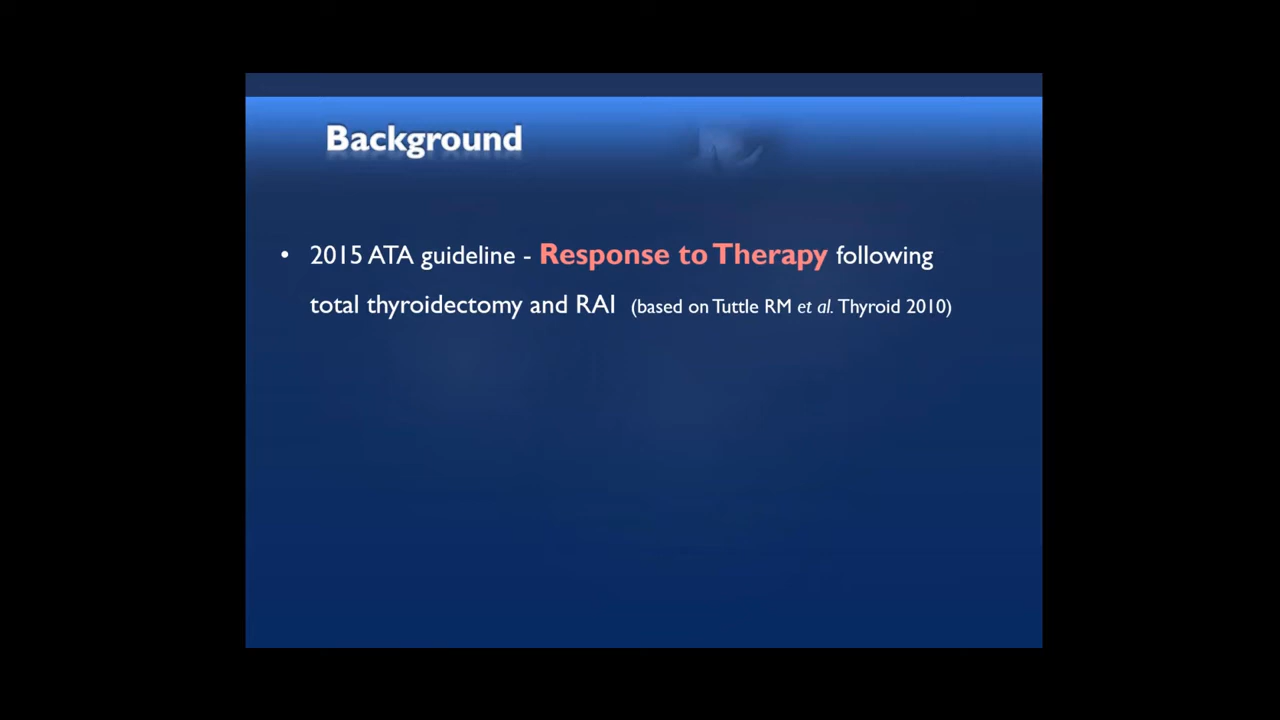 Background
• 2015 ATA guideline - Response to Therapy following
total thyroidectomy and RAI (based on Tuttle RM et al. Thyroid 2010)